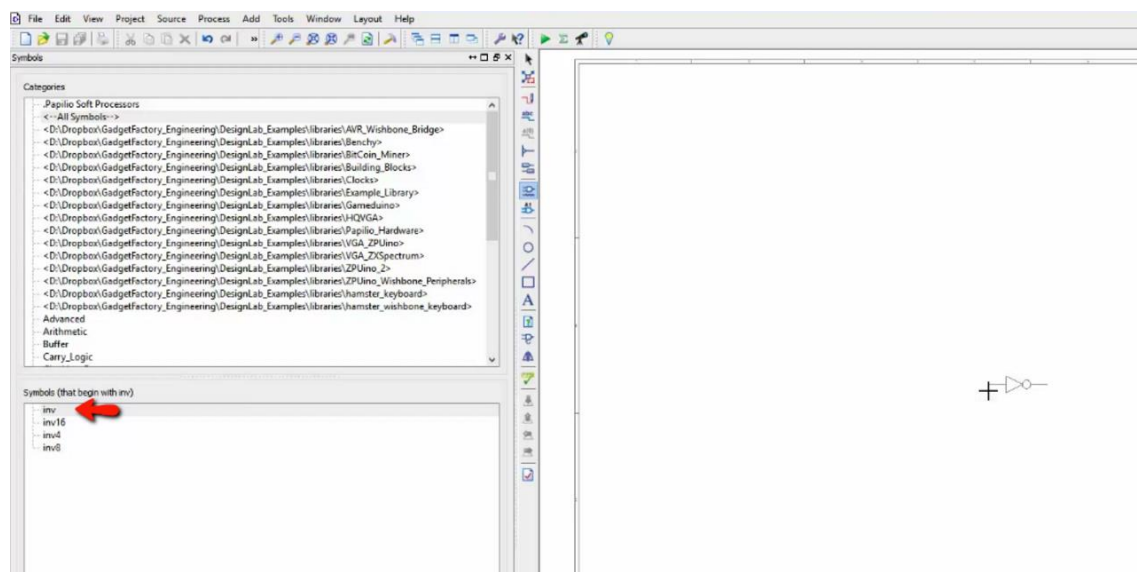 File Edit View Project Source Process Add Tools Window Layout Help
Symbols
Categories
.Papilio Soft Processors
<--All Symbols-->
<D:\Dropbox\GadgetFactory_Engineering\DesignLab_Examples\libraries\AVR_Wishbone_Bridge>
<D:\Dropbox\GadgetFactory_Engineering\DesignLab_Examples\libraries\Benchy>
<D:\Dropbox\GadgetFactory_Engineering\DesignLab_Examples\libraries\BitCoin_Miner>
<D:\Dropbox\GadgetFactory_Engineering\DesignLab_Examples\libraries\Building_Blocks>
<D:\Dropbox\GadgetFactory_Engineering\DesignLab_Examples\libraries\Clocks>
<D:\Dropbox\GadgetFactory_Engineering\DesignLab_Examples\libraries\Example_Library>
<D:\Dropbox\GadgetFactory_Engineering\DesignLab_Examples\libraries\Gameduino>
<D:\Dropbox\GadgetFactory_Engineering\DesignLab_Examples\libraries\HQVGA>
<D:\Dropbox\GadgetFactory_Engineering\DesignLab_Examples\libraries\Papilio_Hardware>
<D:\Dropbox\GadgetFactory_Engineering\DesignLab_Examples\libraries\VGA_ZPUino>
<D:\Dropbox\GadgetFactory_Engineering\DesignLab_Examples\libraries\VGA_ZXSpectrum>
<D:\Dropbox\GadgetFactory_Engineering\DesignLab_Examples\libraries\ZPUino_2>
<D:\Dropbox\GadgetFactory_Engineering\DesignLab_Examples\libraries\ZPUino_Wishbone_Peripherals>
<D:\Dropbox\GadgetFactory_Engineering\DesignLab_Examples\libraries\hamster_keyboard>
<D:\Dropbox\GadgetFactory_Engineering\DesignLab_Examples\libraries\hamster_wishbone_keyboard>
Advanced
Arithmetic
Buffer
Carry_Logic
Symbols (that begin with inv)
inv
inv16
inv4
inv8